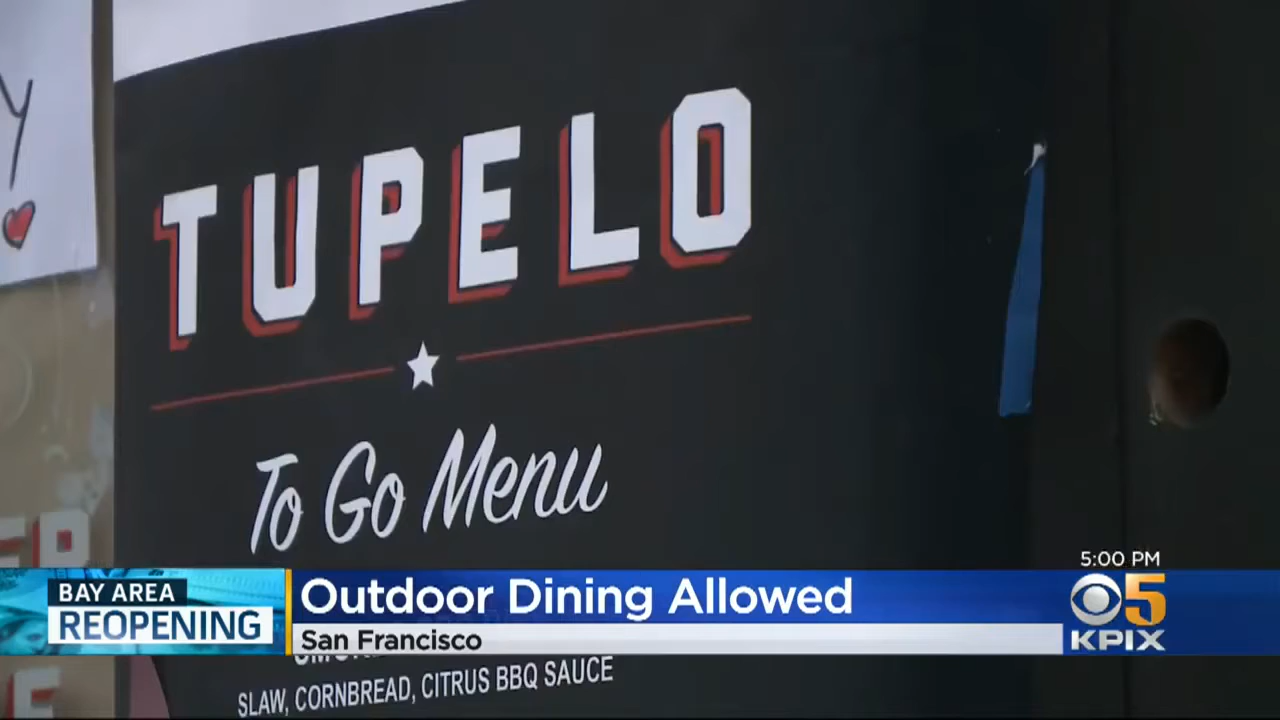 Y
TUPELO
To Go Menu
5:00 PM
BAY AREA
REOPENING
Outdoor Dining Allowed
San Francisco
5
KPIX
SLAW, CORNBREAD, CITRUS BBQ SAUCE